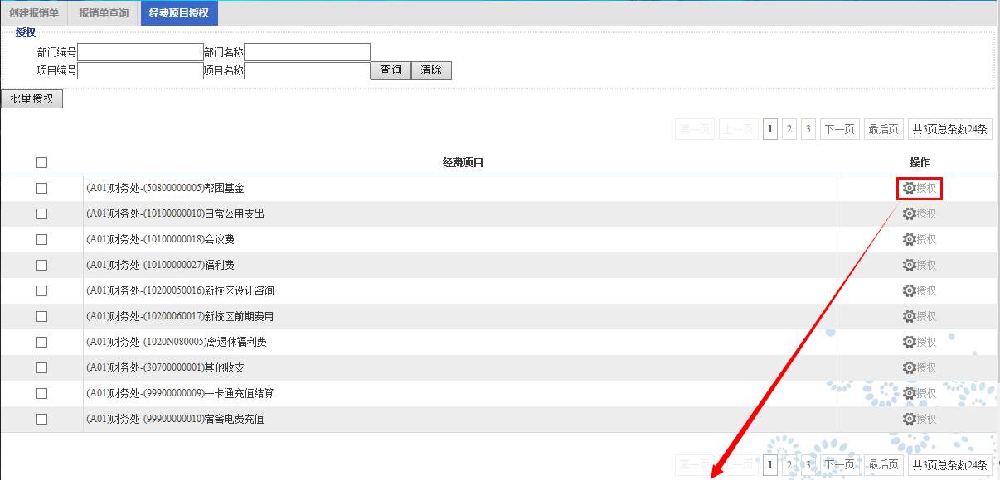 创建报销单 报销单查询 经费项目授权
授权
部门编号 部门名称
项目编号 项目名称 查询 清除
批量授权
第一页 上一页 1 2 3 下一页 最后页 共3页总条数24条
经费项目 操作
(A01)财务处-(50800000005)帮困基金 授权
(A01)财务处-(10100000010)日常公用支出 授权
(A01)财务处-(10100000018)会议费 授权
(A01)财务处-(10100000027)福利费 授权
(A01)财务处-(10200050016)新校区设计咨询 授权
(A01)财务处-(10200060017)新校区前期费用 授权
(A01)财务处-(1020N080005)离退休福利费 授权
(A01)财务处-(30700000001)其他收支 授权
(A01)财务处-(99900000009)一卡通充值结算 授权
(A01)财务处-(99900000010)宿舍电费充值 授权
第一页 上一页 1 2 3 下一页 最后页 共3页总条数24条